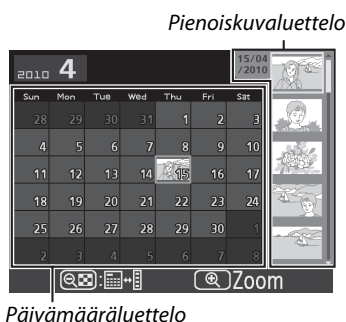 Pienoiskuvaluettelo
2010 4
15/04
/2010
Sun Mon Tue Wed Thu Fri Sat
28 29 30 31 1 2 3
4 5 6 7 8 9 10
11 12 13 14 15 16 17
18 19 20 21 22 23 24
25 26 27 28 29 30 1
2 3 4 5 6 7 8
: Zoom
Päivämääräluettelo